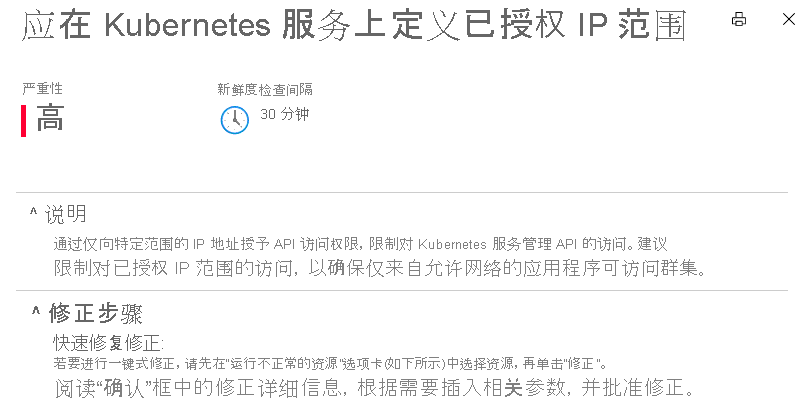 应在 Kubernetes 服务上定义已授权 IP 范围
严重性
新鲜度检查间隔
高
30 分钟
^ 说明
通过仅向特定范围的 IP 地址授予 API 访问权限, 限制对 Kubernetes 服务管理 API 的访问。建议
限制对已授权 IP 范围的访问, 以确保仅来自允许网络的应用程序可访问群集。
^ 修正步骤
快速修复修正:
若要进行一键式修正, 请先在“运行不正常的资源”选项卡(如下所示)中选择资源, 再单击“修正”。
阅读“确认”框中的修正详细信息, 根据需要插入相关参数, 并批准修正。